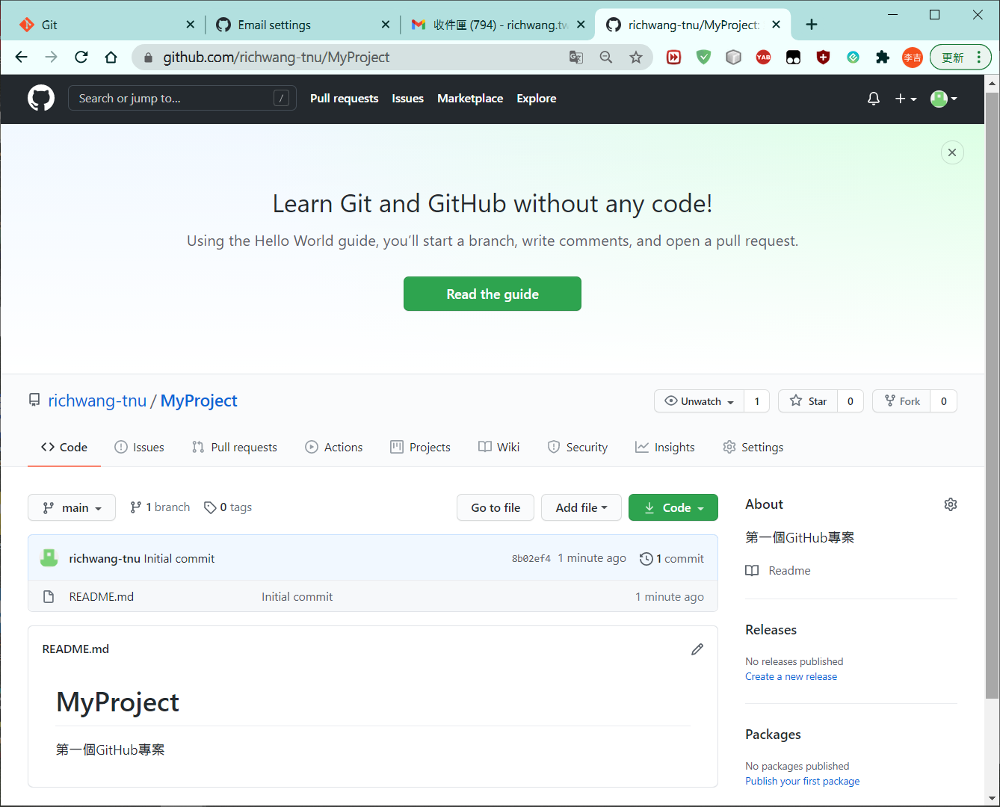 Git
Email settings
收件匣 (794) - richwang.tw
richwang-tnu/MyProject:
github.com/richwang-tnu/MyProject
YAB
李吉
更新
Search or jump to...
/
Pull requests
Issues
Marketplace
Explore
Learn Git and GitHub without any code!
Using the Hello World guide, you’ll start a branch, write comments, and open a pull request.
Read the guide
richwang-tnu / MyProject
Unwatch 1
Star 0
Fork 0
Code
Issues
Pull requests
Actions
Projects
Wiki
Security
Insights
Settings
main
1 branch
0 tags
Go to file
Add file
Code
richwang-tnu Initial commit
8b02ef4 1 minute ago
1 commit
README.md
Initial commit
1 minute ago
README.md
MyProject
第一個GitHub專案
About
第一個GitHub專案
Readme
Releases
No releases published
Create a new release
Packages
No packages published
Publish your first package